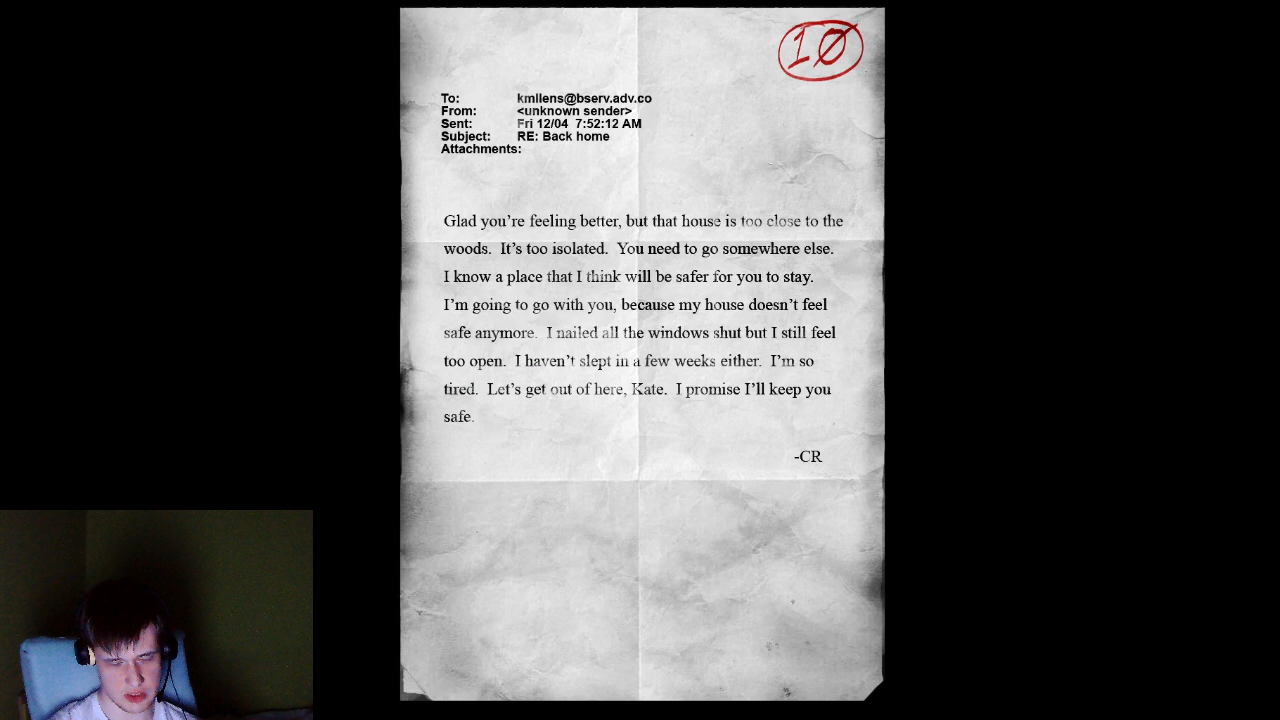 10
To: kmllens@bserv.adv.co
From: <unknown sender>
Sent: Fri 12/04 7:52:12 AM
Subject: RE: Back home
Attachments:
Glad you're feeling better, but that house is too close to the
woods. It's too isolated. You need to go somewhere else.
I know a place that I think will be safer for you to stay.
I'm going to go with you, because my house doesn't feel
safe anymore. I nailed all the windows shut but I still feel
too open. I haven't slept in a few weeks either. I'm so
tired. Let's get out of here, Kate. I promise I'll keep you
safe.
-CR